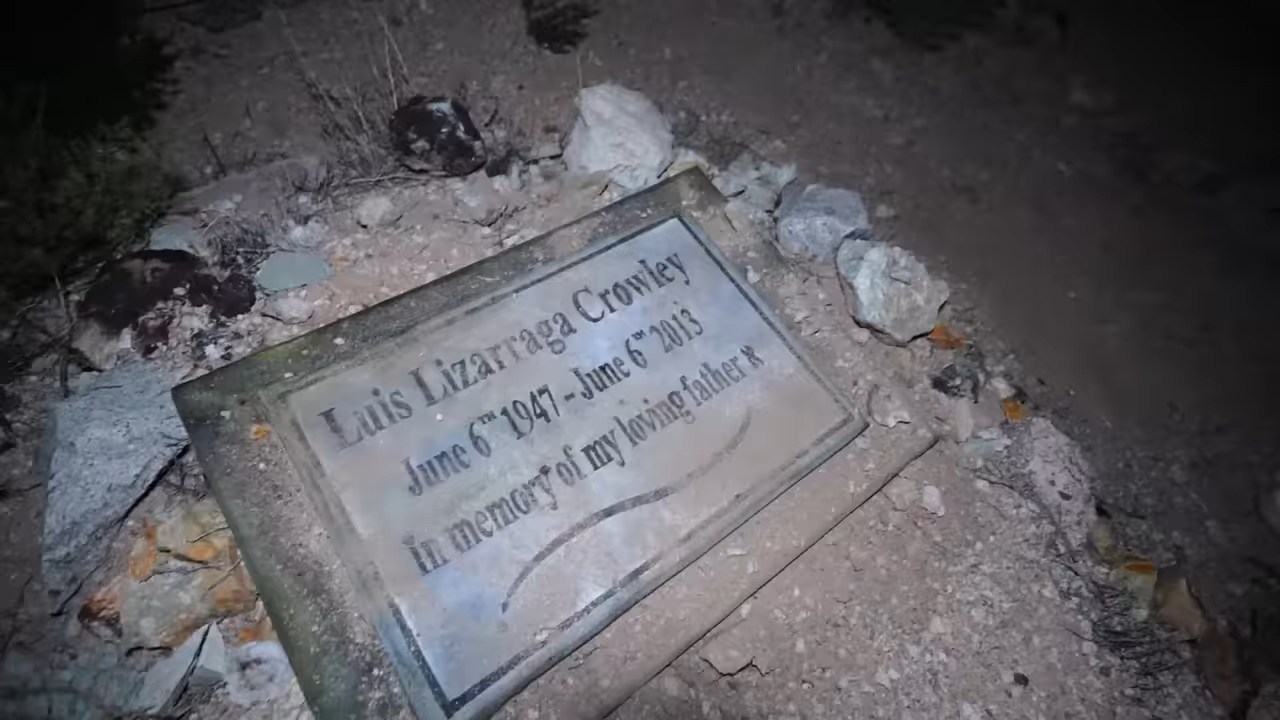 Luis Lizarraga Crowley
June 6TH 1947 - June 6TH 2013
in memory of my loving father